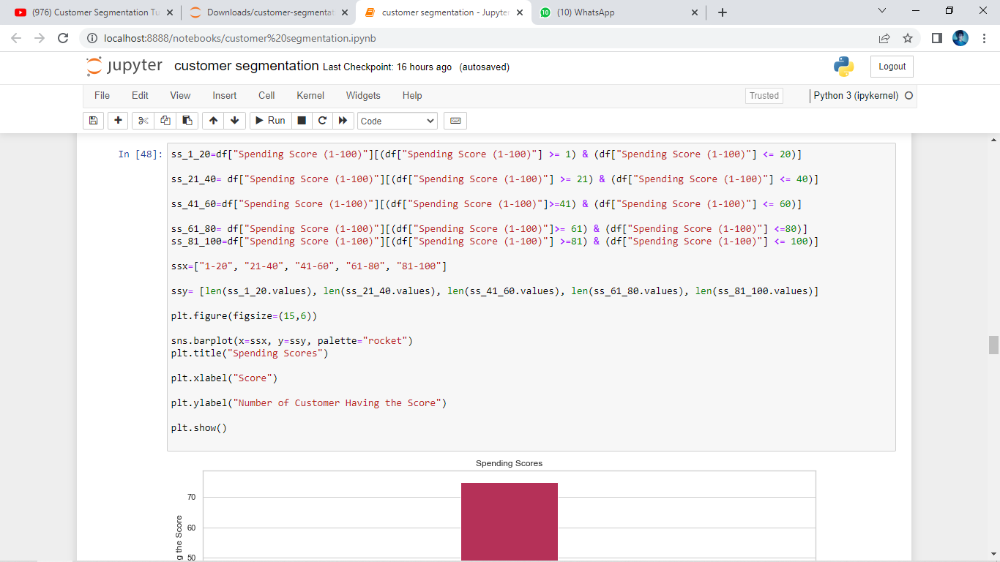 (976) Customer Segmentation Tu
Downloads/customer-segmentat
customer segmentation - Jupyter
10
(10) WhatsApp
localhost:8888/notebooks/customer%20segmentation.ipynb
jupyter customer segmentation Last Checkpoint: 16 hours ago (autosaved)
Logout
File Edit View Insert Cell Kernel Widgets Help
Trusted
Python 3 (ipykernel)
Run
Code
In [48]:
ss_1_20=df["Spending Score (1-100)"][(df["Spending Score (1-100)"] >= 1) & (df["Spending Score (1-100)"] <= 20)]
ss_21_40= df["Spending Score (1-100)"][(df["Spending Score (1-100)"] >= 21) & (df["Spending Score (1-100)"] <= 40)]
ss_41_60=df["Spending Score (1-100)"][(df["Spending Score (1-100)"]>=41) & (df["Spending Score (1-100)"] <= 60)]
ss_61_80= df["Spending Score (1-100)"][(df["Spending Score (1-100)"]>= 61) & (df["Spending Score (1-100)"] <=80)]
ss_81_100=df["Spending Score (1-100)"][(df["Spending Score (1-100)"] >=81) & (df["Spending Score (1-100)"] <= 100)]
ssx=["1-20", "21-40", "41-60", "61-80", "81-100"]
ssy= [len(ss_1_20.values), len(ss_21_40.values), len(ss_41_60.values), len(ss_61_80.values), len(ss_81_100.values)]
plt.figure(figsize=(15,6))
sns.barplot(x=ssx, y=ssy, palette="rocket")
plt.title("Spending Scores")
plt.xlabel("Score")
plt.ylabel("Number of Customer Having the Score")
plt.show()
Spending Scores
70
60
50
g the Score